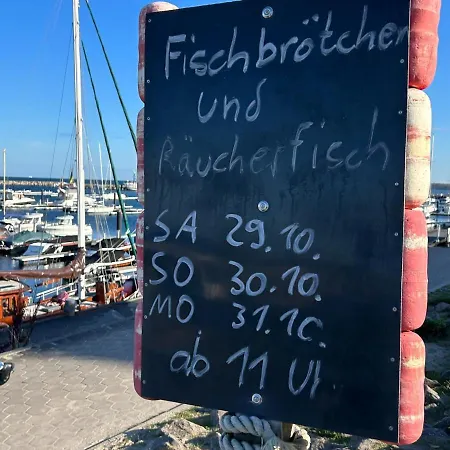 Fischbrötchen
und
Räucherfisch
SA 29.10.
SO 30.10.
MO 31.10.
ab 11 Uhr